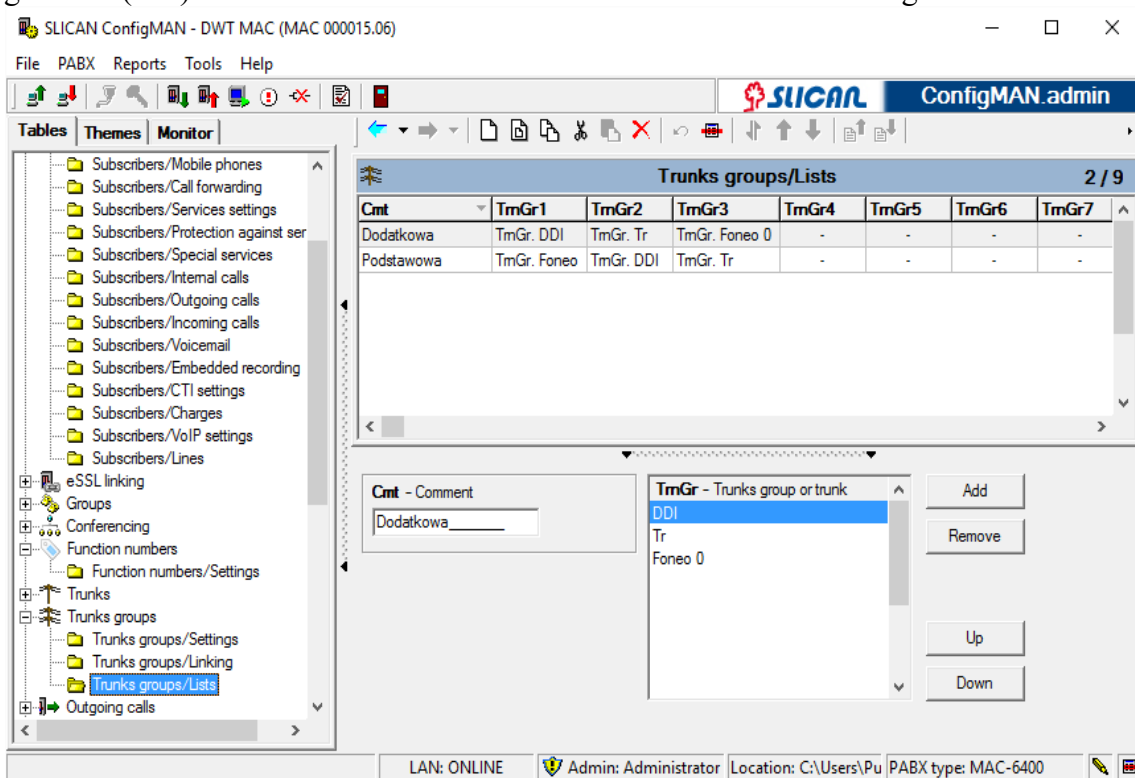 SLICAN ConfigMAN - DWT MAC (MAC 000015.06)
File PABX Reports Tools Help
SLICAN ConfigMAN.admin
Tables Themes Monitor
Subscribers/Mobile phones
Subscribers/Call forwarding
Subscribers/Services settings
Subscribers/Protection against ser
Subscribers/Special services
Subscribers/Internal calls
Subscribers/Outgoing calls
Subscribers/Incoming calls
Subscribers/Voicemail
Subscribers/Embedded recording
Subscribers/CTI settings
Subscribers/Charges
Subscribers/VoIP settings
Subscribers/Lines
eSSL linking
Groups
Conferencing
Function numbers
Function numbers/Settings
Trunks
Trunks groups
Trunks groups/Settings
Trunks groups/Linking
Trunks groups/Lists
Outgoing calls
Trunks groups/Lists 2 / 9
Cmt TrnGr1 TrnGr2 TrnGr3 TrnGr4 TrnGr5 TrnGr6 TrnGr7
Dodatkowa TrnGr. DDI TrnGr. Tr TrnGr. Foneo 0 - - - -
Podstawowa TrnGr. Foneo TrnGr. DDI TrnGr. Tr - - - -
Cmt - Comment
Dodatkowa______
TrnGr - Trunks group or trunk
DDI
Tr
Foneo 0
Add
Remove
Up
Down
LAN: ONLINE Admin: Administrator Location: C:\Users\Pu PABX type: MAC-6400